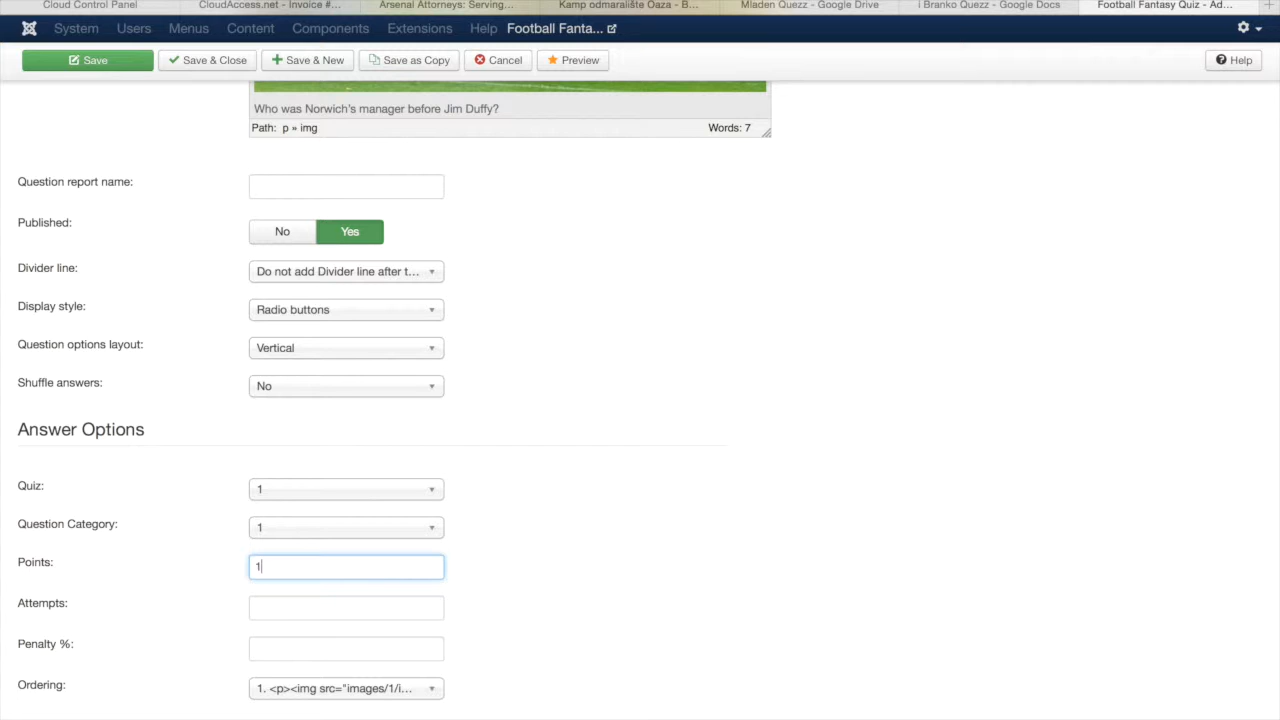 Cloud Control Panel
CloudAccess.net - Invoice #...
Arsenal Attorneys: Serving...
Kamp odmaralište Oaza - B...
Mladen Quezz - Google Drive
i Branko Quezz - Google Docs
Football Fantasy Quiz - Ad...
System Users Menus Content Components Extensions Help Football Fanta...
Save Save & Close Save & New Save as Copy Cancel Preview Help
Who was Norwich's manager before Jim Duffy?
Path: p » img Words: 7
Question report name:
Published: No Yes
Divider line: Do not add Divider line after t...
Display style: Radio buttons
Question options layout: Vertical
Shuffle answers: No
Answer Options
Quiz: 1
Question Category: 1
Points: 1
Attempts:
Penalty %:
Ordering: 1. <p><img src="images/1/i...